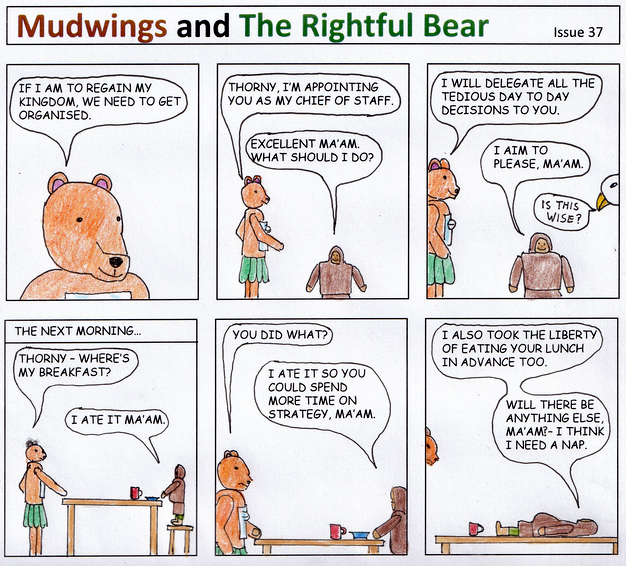 Mudwings and The Rightful Bear
Issue 37
IF I AM TO REGAIN MY
KINGDOM, WE NEED TO GET
ORGANISED.
THORNY, I'M APPOINTING
YOU AS MY CHIEF OF STAFF.
EXCELLENT MA'AM.
WHAT SHOULD I DO?
I WILL DELEGATE ALL THE
TEDIOUS DAY TO DAY
DECISIONS TO YOU.
I AIM TO
PLEASE, MA'AM.
IS THIS
WISE?
THE NEXT MORNING...
THORNY – WHERE'S
MY BREAKFAST?
I ATE IT MA'AM.
YOU DID WHAT?
I ATE IT SO YOU
COULD SPEND
MORE TIME ON
STRATEGY, MA'AM.
I ALSO TOOK THE LIBERTY
OF EATING YOUR LUNCH
IN ADVANCE TOO.
WILL THERE BE
ANYTHING ELSE,
MA'AM?- I THINK
I NEED A NAP.